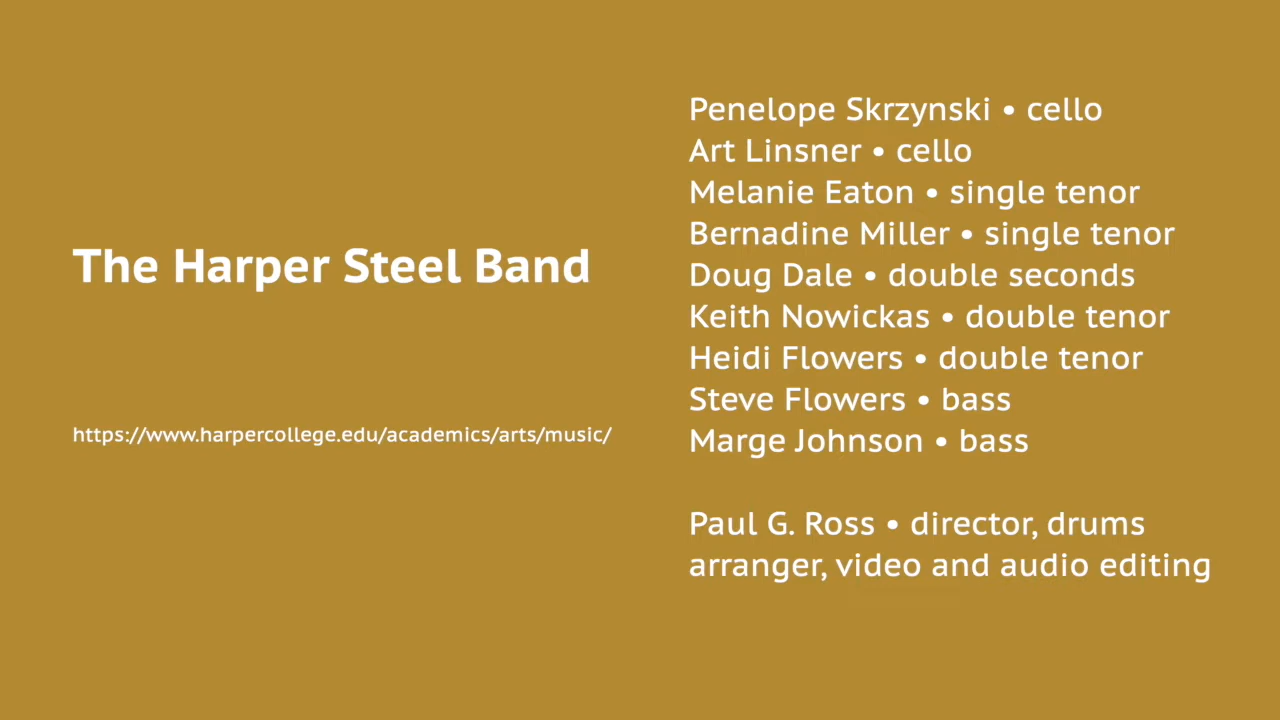 The Harper Steel Band
https://www.harpercollege.edu/academics/arts/music/
Penelope Skrzynski • cello
Art Linsner • cello
Melanie Eaton • single tenor
Bernadine Miller • single tenor
Doug Dale • double seconds
Keith Nowickas • double tenor
Heidi Flowers • double tenor
Steve Flowers • bass
Marge Johnson • bass
Paul G. Ross • director, drums
arranger, video and audio editing